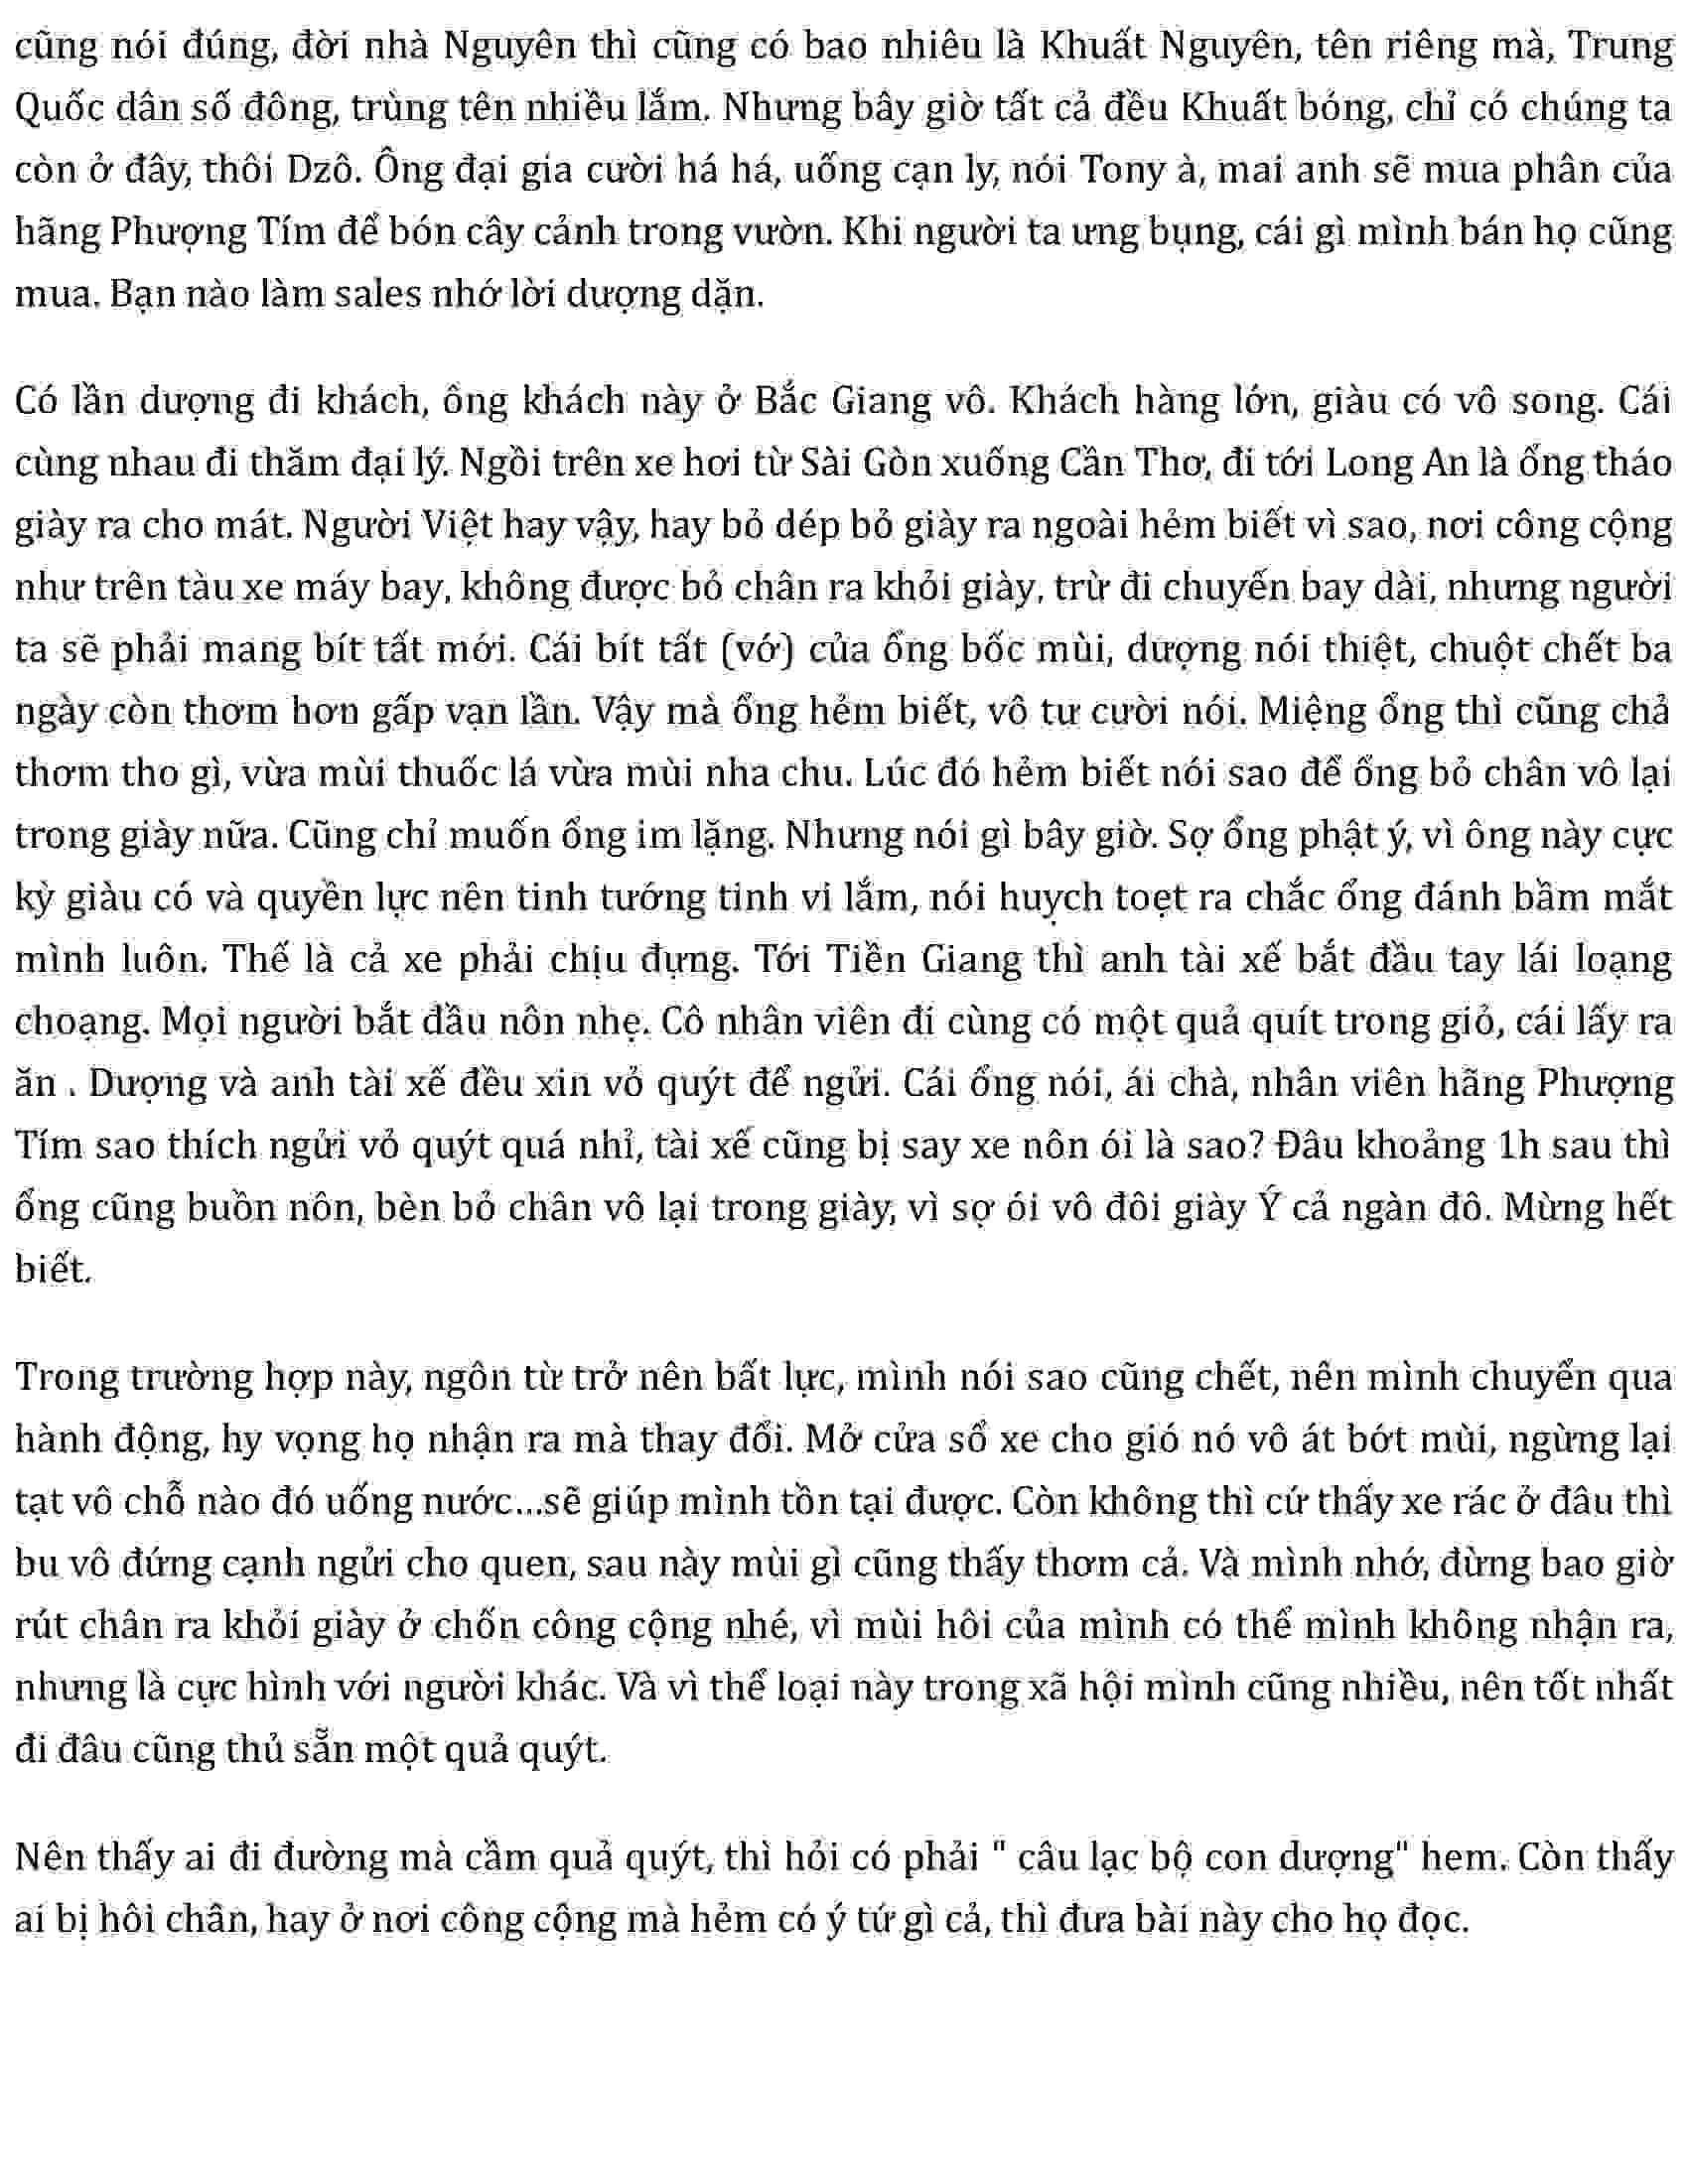 cũng nói đúng, đời nhà Nguyên thì cũng có bao nhiêu là Khuất Nguyên, tên riêng mà, Trung
Quốc dân số đông, trùng tên nhiều lắm. Nhưng bây giờ tất cả đều Khuất bóng, chỉ có chúng ta
còn ở đây, thôi Dzô. Ông đại gia cười há há, uống cạn ly, nói Tony à, mai anh sẽ mua phân của
hãng Phượng Tím để bón cây cảnh trong vườn. Khi người ta ưng bụng, cái gì mình bán họ cũng
mua. Bạn nào làm sales nhớ lời dượng dặn.
Có lần dượng đi khách, ông khách này ở Bắc Giang vô. Khách hàng lớn, giàu có vô song. Cái
cùng nhau đi thăm đại lý. Ngồi trên xe hơi từ Sài Gòn xuống Cần Thơ, đi tới Long An là ổng tháo
giày ra cho mát. Người Việt hay vậy, hay bỏ dép bỏ giày ra ngoài hẻm biết vì sao, nơi công cộng
như trên tàu xe máy bay, không được bỏ chân ra khỏi giày, trừ đi chuyến bay dài, nhưng người
ta sẽ phải mang bít tất mới. Cái bít tất (vớ) của ổng bốc mùi, dượng nói thiệt, chuột chết ba
ngày còn thơm hơn gấp vạn lần. Vậy mà ổng hẻm biết, vô tư cười nói. Miệng ổng thì cũng chả
thơm tho gì, vừa mùi thuốc lá vừa mùi nha chu. Lúc đó hẻm biết nói sao để ổng bỏ chân vô lại
trong giày nữa. Cũng chỉ muốn ổng im lặng. Nhưng nói gì bây giờ. Sợ ổng phật ý, vì ông này cực
kỳ giàu có và quyền lực nên tinh tướng tinh vi lắm, nói huỵch toẹt ra chắc ổng đánh bầm mắt
mình luôn. Thế là cả xe phải chịu đựng. Tới Tiền Giang thì anh tài xế bắt đầu tay lái loạng
choạng. Mọi người bắt đầu nôn nhẹ. Cô nhân viên đi cùng có một quả quít trong giỏ, cái lấy ra
ăn . Dượng và anh tài xế đều xin vỏ quýt để ngửi. Cái ổng nói, ái chà, nhân viên hãng Phượng
Tím sao thích ngửi vỏ quýt quá nhỉ, tài xế cũng bị say xe nôn ói là sao? Đâu khoảng 1h sau thì
ổng cũng buồn nôn, bèn bỏ chân vô lại trong giày, vì sợ ói vô đôi giày Ý cả ngàn đô. Mừng hết
biết.
Trong trường hợp này, ngôn từ trở nên bất lực, mình nói sao cũng chết, nên mình chuyển qua
hành động, hy vọng họ nhận ra mà thay đổi. Mở cửa sổ xe cho gió nó vô át bớt mùi, ngừng lại
tạt vô chỗ nào đó uống nước...sẽ giúp mình tồn tại được. Còn không thì cứ thấy xe rác ở đâu thì
bu vô đứng cạnh ngửi cho quen, sau này mùi gì cũng thấy thơm cả. Và mình nhớ, đừng bao giờ
rút chân ra khỏi giày ở chốn công cộng nhé, vì mùi hôi của mình có thể mình không nhận ra,
nhưng là cực hình với người khác. Và vì thể loại này trong xã hội mình cũng nhiều, nên tốt nhất
đi đâu cũng thủ sẵn một quả quýt.
Nên thấy ai đi đường mà cầm quả quýt, thì hỏi có phải " câu lạc bộ con dượng" hem. Còn thấy
ai bị hôi chân, hay ở nơi công cộng mà hẻm có ý tứ gì cả, thì đưa bài này cho họ đọc.